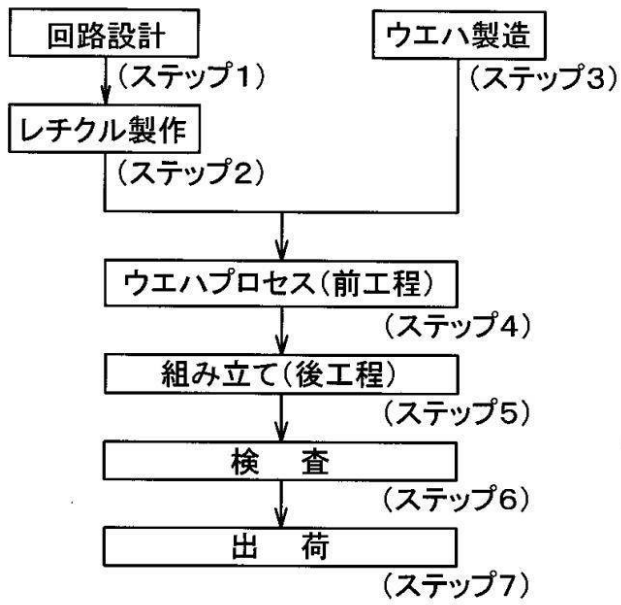 回路設計
(ステップ1)
レチクル製作
(ステップ2)
ウエハ製造
(ステップ3)
ウエハプロセス(前工程)
(ステップ4)
組み立て(後工程)
(ステップ5)
検 査
(ステップ6)
出 荷
(ステップ7)